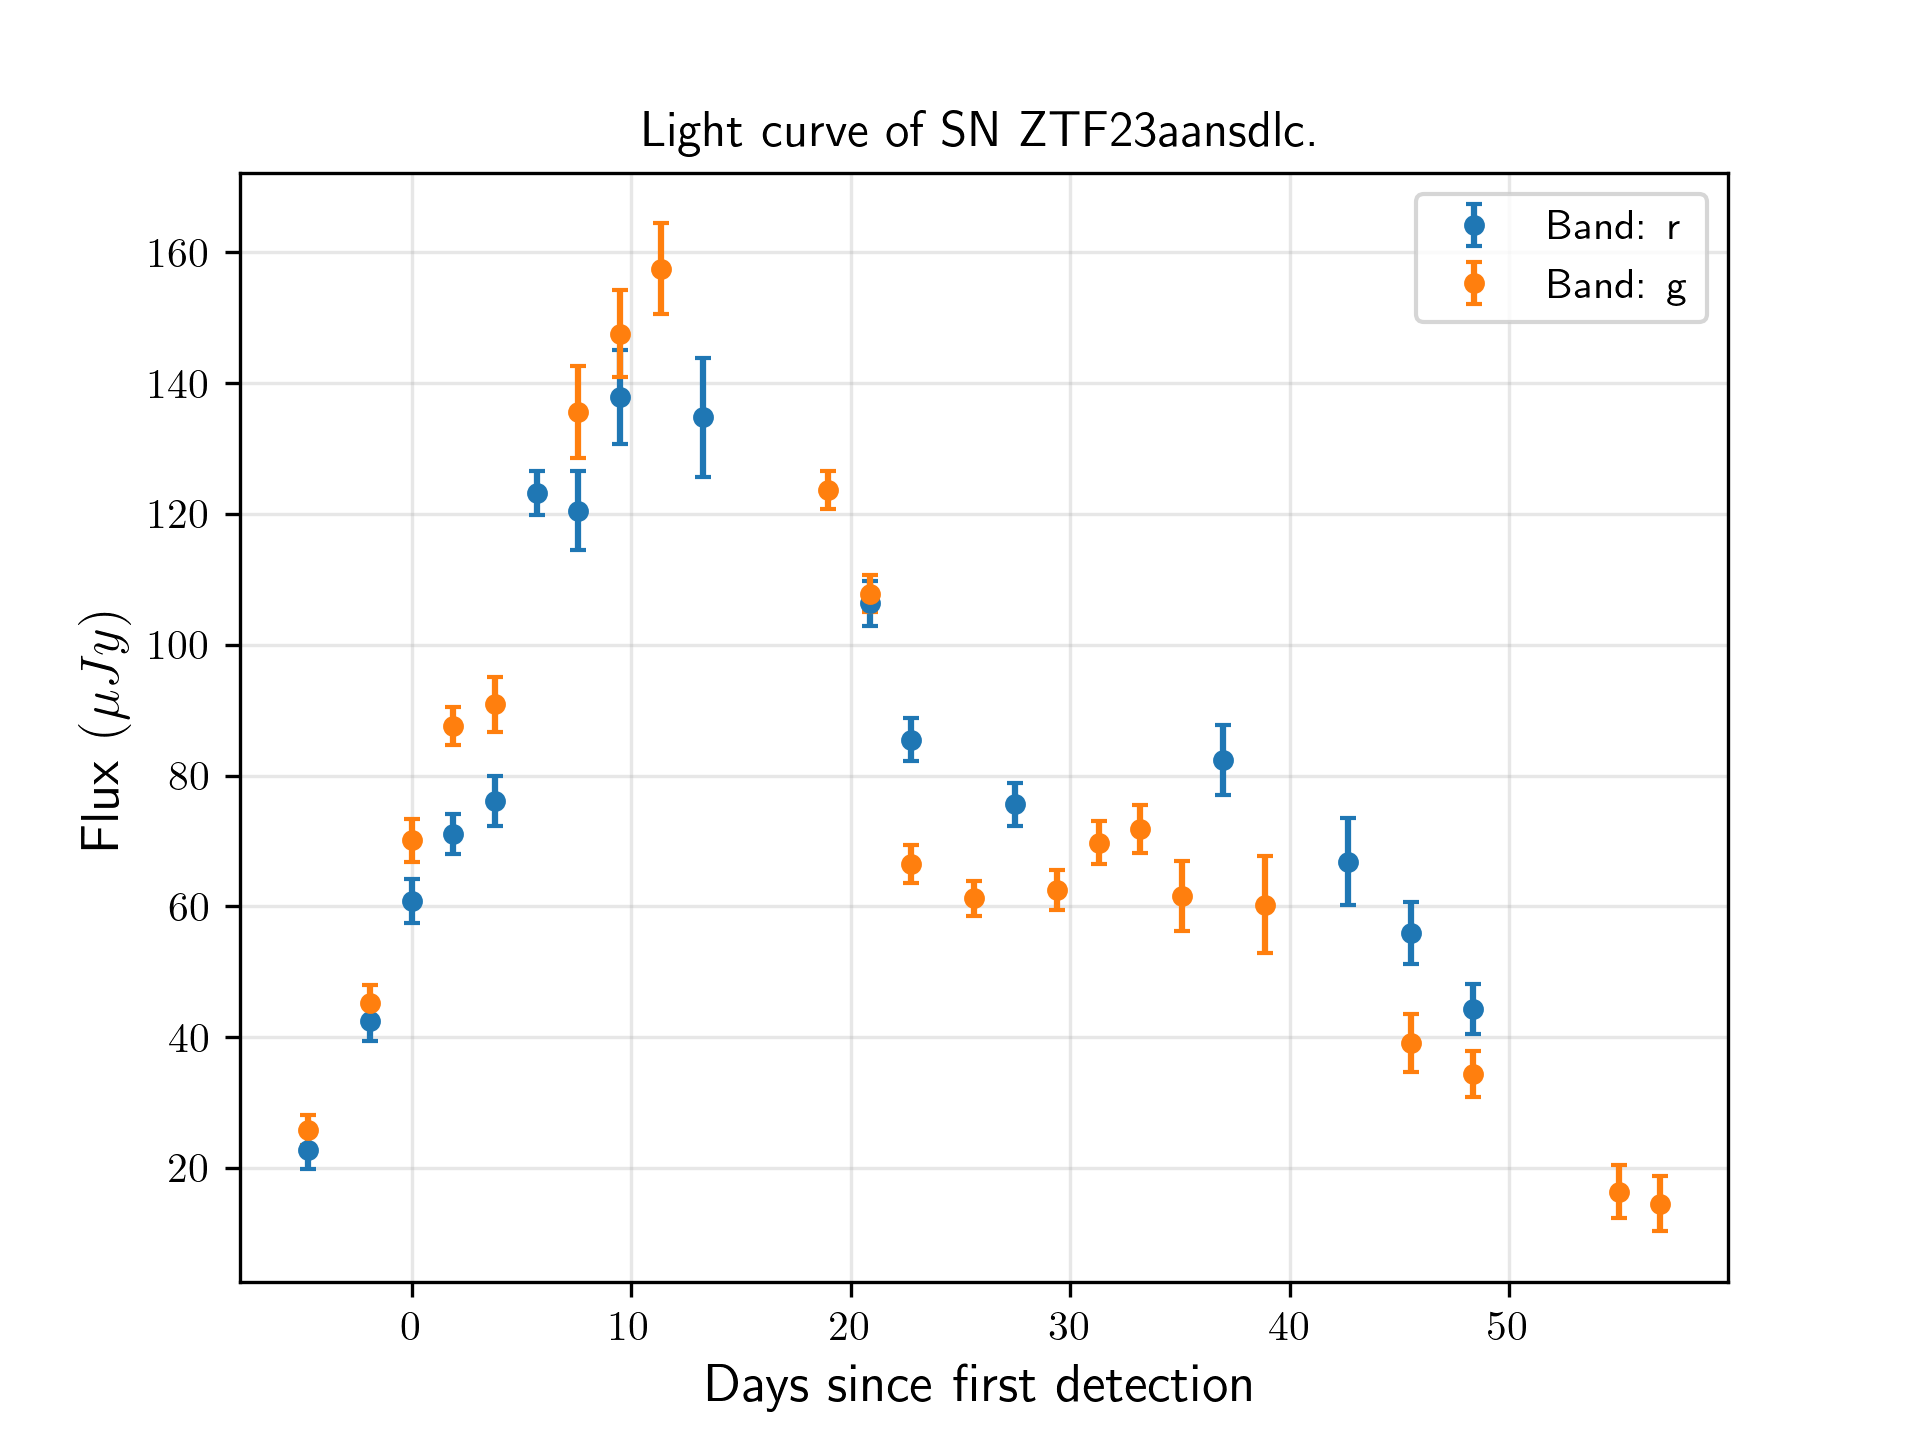 Light curve of SN ZTF23aansdlc.
Band: r
Band: g
160
140
120
100
80
60
40
20
Flux (μJy)
0 10 20 30 40 50
Days since first detection